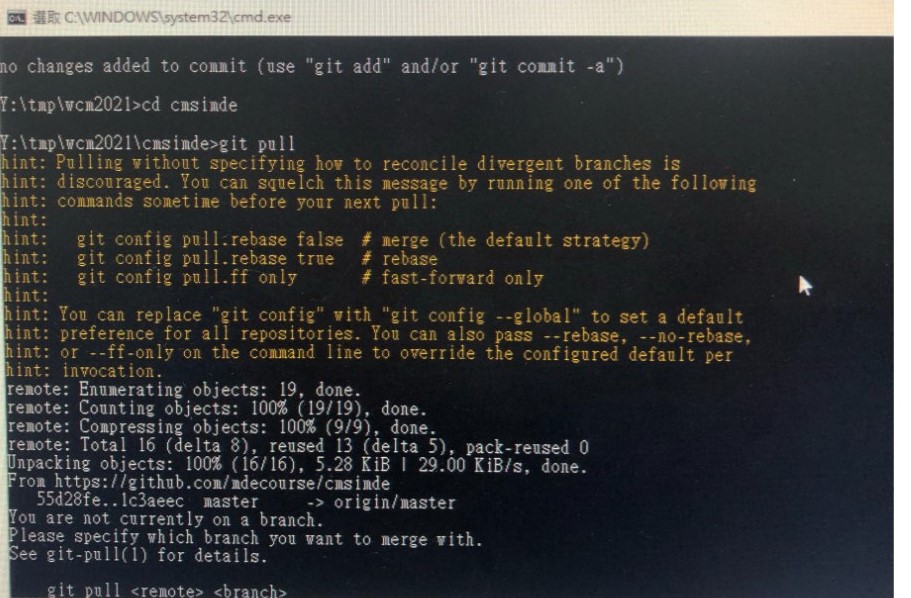 選取 C:\WINDOWS\system32\cmd.exe
no changes added to commit (use "git add" and/or "git commit -a")
Y:\tmp\wcm2021>cd cmsimde
Y:\tmp\wcm2021\cmsimde>git pull
hint: Pulling without specifying how to reconcile divergent branches is
hint: discouraged. You can squelch this message by running one of the following
hint: commands sometime before your next pull:
hint:
hint:   git config pull.rebase false  # merge (the default strategy)
hint:   git config pull.rebase true   # rebase
hint:   git config pull.ff only       # fast-forward only
hint:
hint: You can replace "git config" with "git config --global" to set a default
hint: preference for all repositories. You can also pass --rebase, --no-rebase,
hint: or --ff-only on the command line to override the configured default per
hint: invocation.
remote: Enumerating objects: 19, done.
remote: Counting objects: 100% (19/19), done.
remote: Compressing objects: 100% (9/9), done.
remote: Total 16 (delta 8), reused 13 (delta 5), pack-reused 0
Unpacking objects: 100% (16/16), 5.28 KiB | 29.00 KiB/s, done.
From https://github.com/mdecourse/cmsimde
   55d28fe..1c3aeec  master     -> origin/master
You are not currently on a branch.
Please specify which branch you want to merge with.
See git-pull(1) for details.
    git pull <remote> <branch>